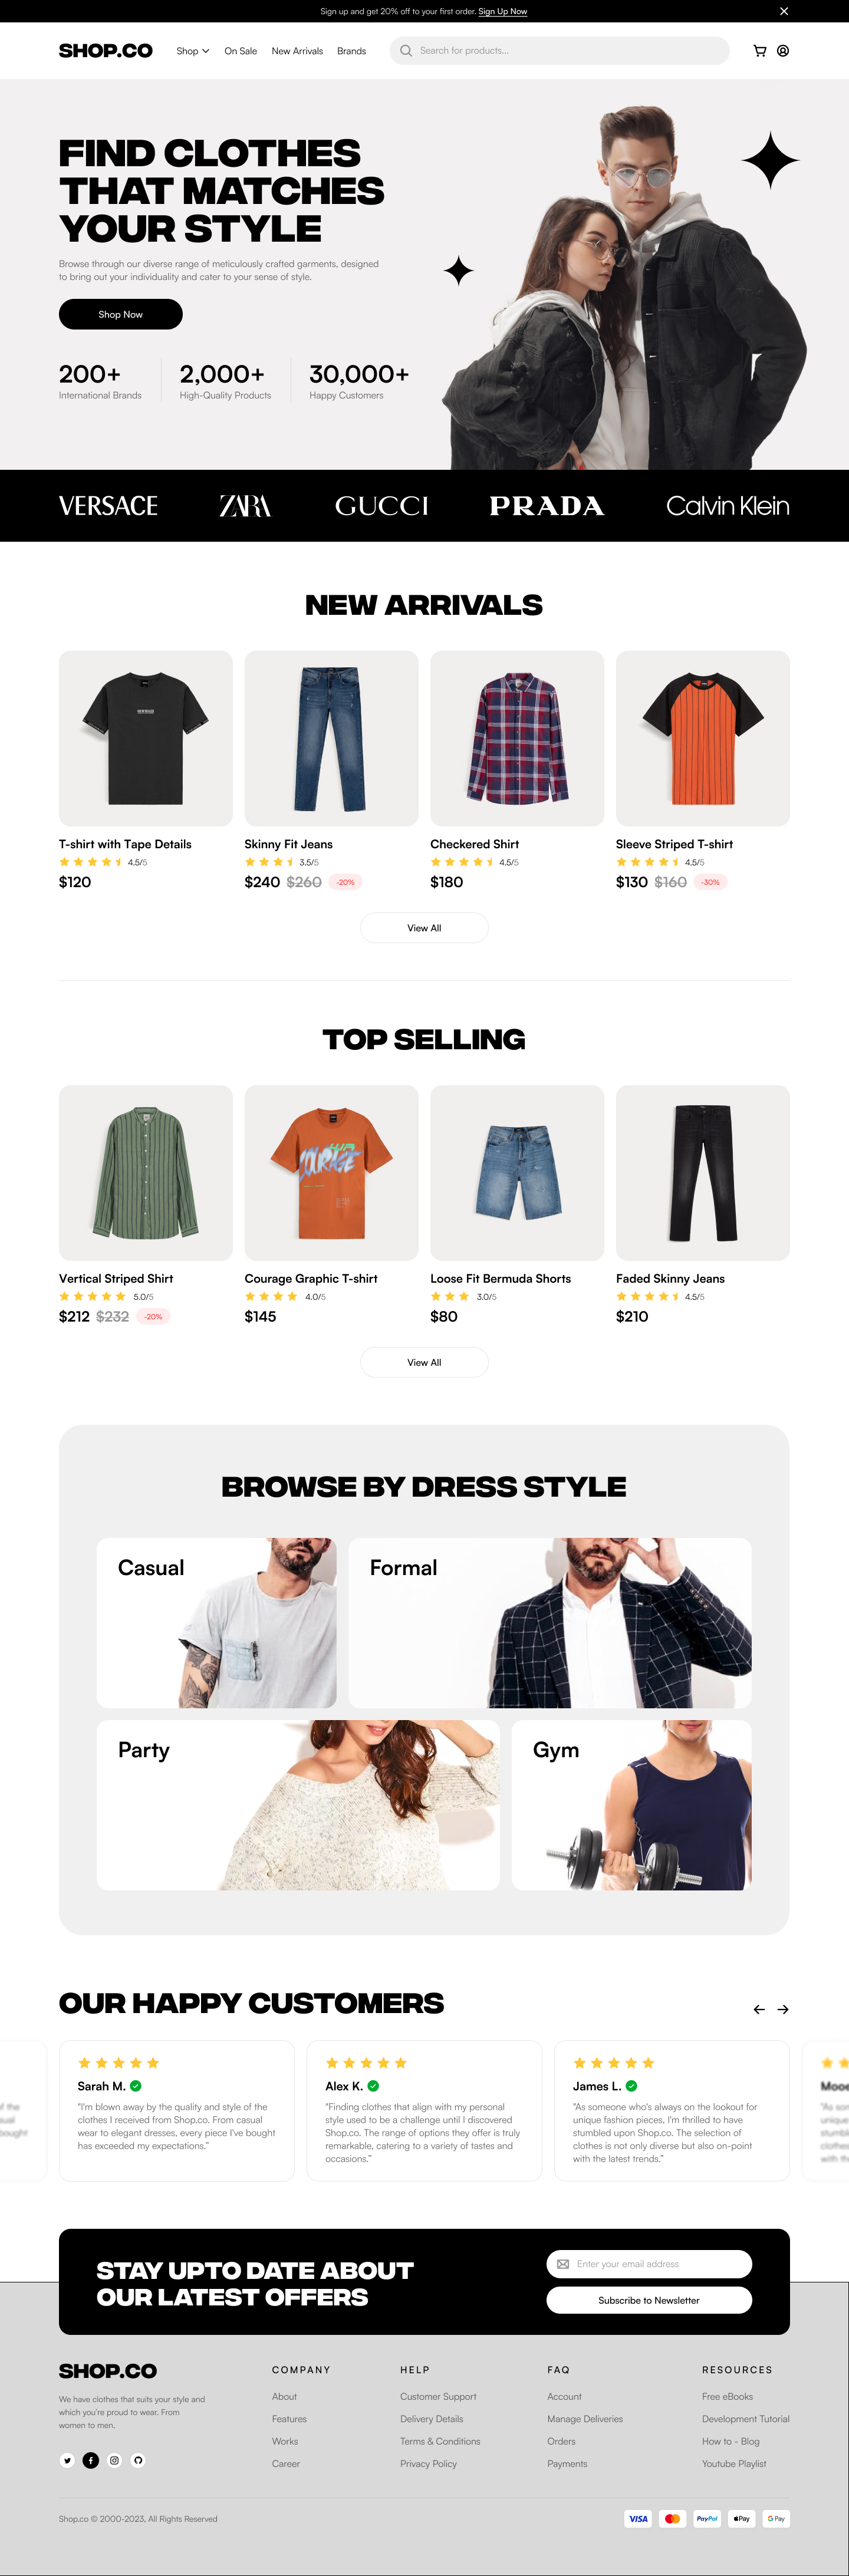 Sign up and get 20% off to your first order. Sign Up Now
SHOP.CO
Shop
On Sale
New Arrivals
Brands
Search for products...
FIND CLOTHES
THAT MATCHES
YOUR STYLE
Browse through our diverse range of meticulously crafted garments, designed
to bring out your individuality and cater to your sense of style.
Shop Now
200+
International Brands
2,000+
High-Quality Products
30,000+
Happy Customers
VERSACE
ZARA
GUCCI
PRADA
Calvin Klein
NEW ARRIVALS
T-shirt with Tape Details
4.5/5
$120
Skinny Fit Jeans
3.5/5
$240 $260 -20%
Checkered Shirt
4.5/5
$180
Sleeve Striped T-shirt
4.5/5
$130 $160 -30%
View All
TOP SELLING
COURAGE
Vertical Striped Shirt
5.0/5
$212 $232 -20%
Courage Graphic T-shirt
4.0/5
$145
Loose Fit Bermuda Shorts
3.0/5
$80
Faded Skinny Jeans
4.5/5
$210
View All
BROWSE BY DRESS STYLE
Casual
Formal
Party
Gym
OUR HAPPY CUSTOMERS
Sarah M.
"I'm blown away by the quality and style of the
clothes I received from Shop.co. From casual
wear to elegant dresses, every piece I've bought
has exceeded my expectations.”
Alex K.
"Finding clothes that align with my personal
style used to be a challenge until I discovered
Shop.co. The range of options they offer is truly
remarkable, catering to a variety of tastes and
occasions.”
James L.
"As someone who's always on the lookout for
unique fashion pieces, I'm thrilled to have
stumbled upon Shop.co. The selection of
clothes is not only diverse but also on-point
with the latest trends.”
STAY UPTO DATE ABOUT
OUR LATEST OFFERS
Enter your email address
Subscribe to Newsletter
SHOP.CO
We have clothes that suits your style and
which you're proud to wear. From
women to men.
COMPANY
About
Features
Works
Career
HELP
Customer Support
Delivery Details
Terms & Conditions
Privacy Policy
FAQ
Account
Manage Deliveries
Orders
Payments
RESOURCES
Free eBooks
Development Tutorial
How to - Blog
Youtube Playlist
Shop.co © 2000-2023, All Rights Reserved
VISA
PayPal
Pay
G Pay